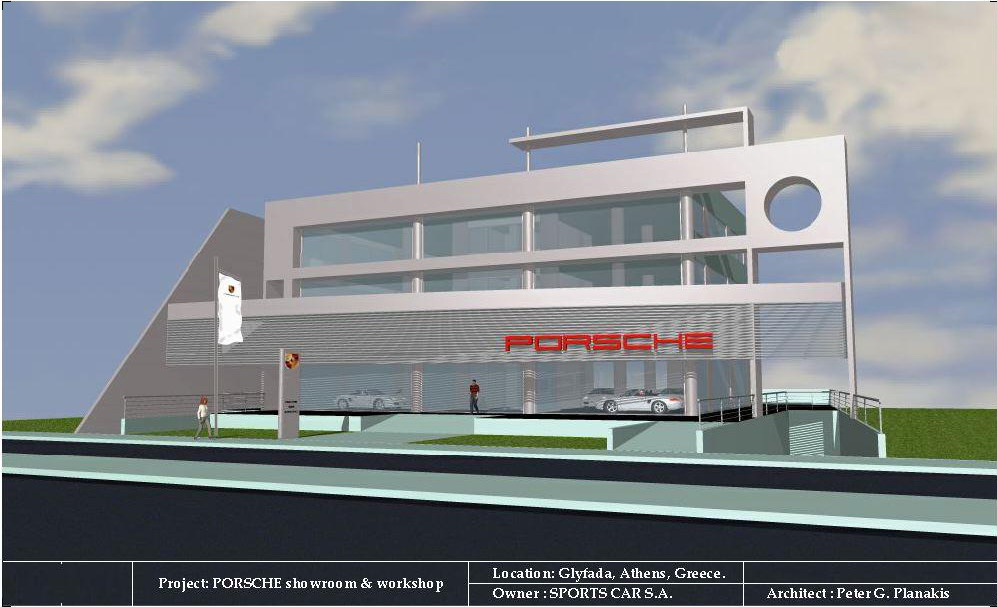 PORSCHE
Project: PORSCHE showroom & workshop
Location: Glyfada, Athens, Greece.
Owner : SPORTS CAR S.A.
Architect : Peter G. Planakis